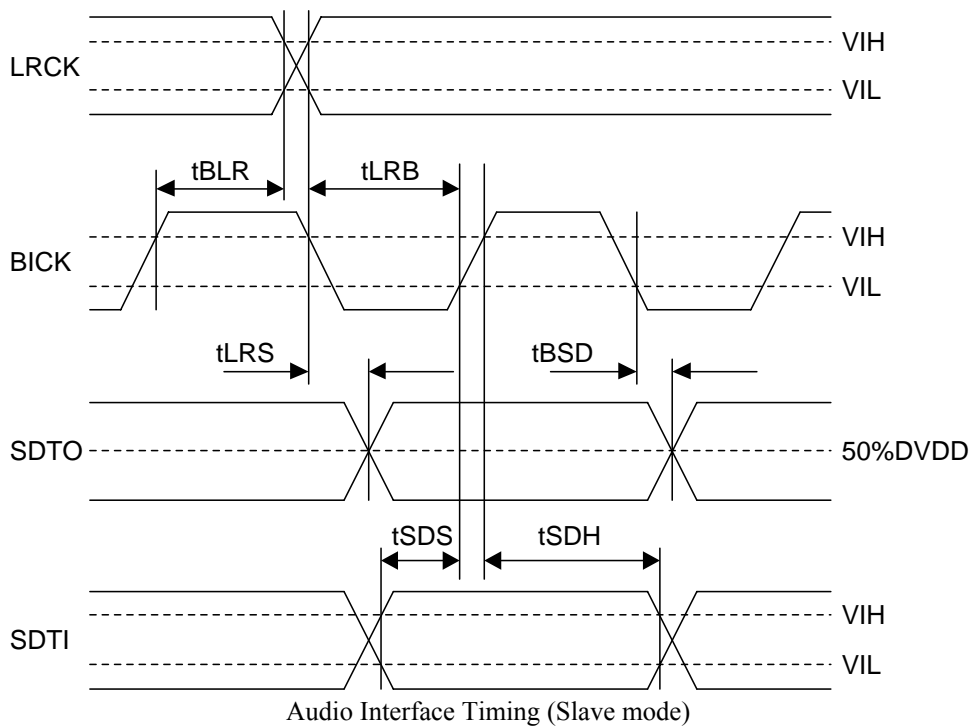 LRCK
VIH
VIL
tBLR
tLRB
BICK
VIH
VIL
tLRS
tBSD
SDTO
50%DVDD
tSDS
tSDH
SDTI
VIH
VIL
Audio Interface Timing (Slave mode)